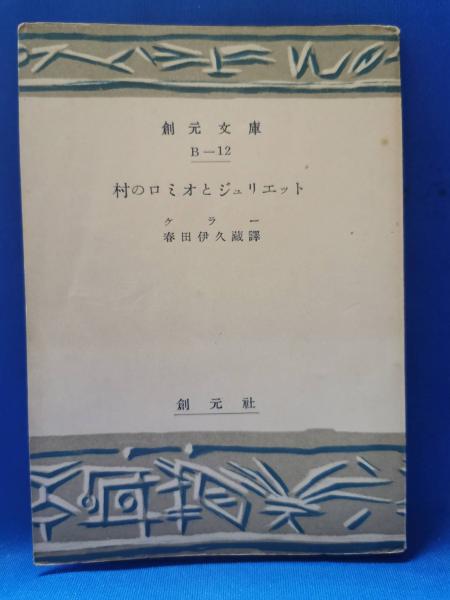 創元文庫
B—12
村のロミオとジュリエット
ケラー
春田伊久藏譯
創元社